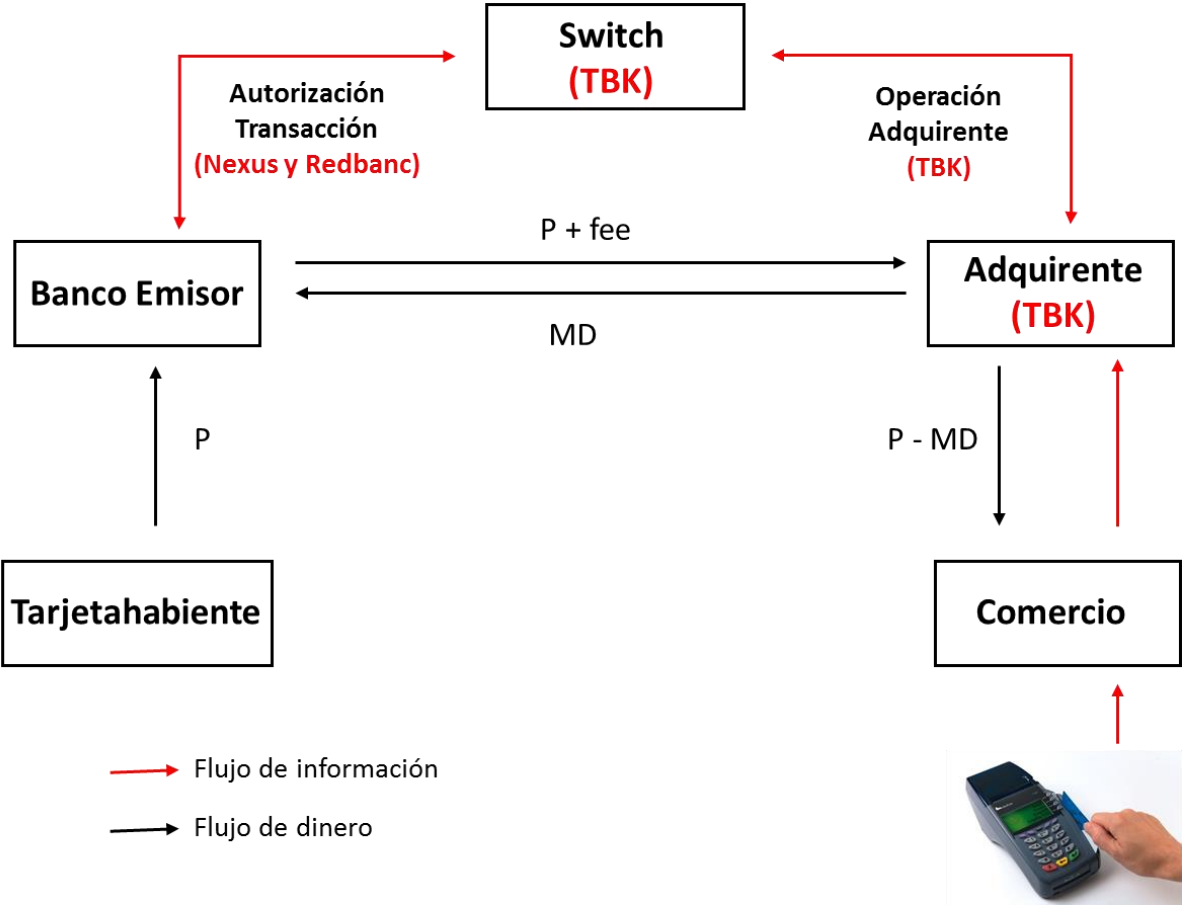 Switch
(TBK)
Autorización
Transacción
(Nexus y Redbanc)
Operación
Adquirente
(TBK)
P + fee
Banco Emisor
Adquirente
(TBK)
MD
P
P - MD
Tarjetahabiente
Comercio
Flujo de información
Flujo de dinero